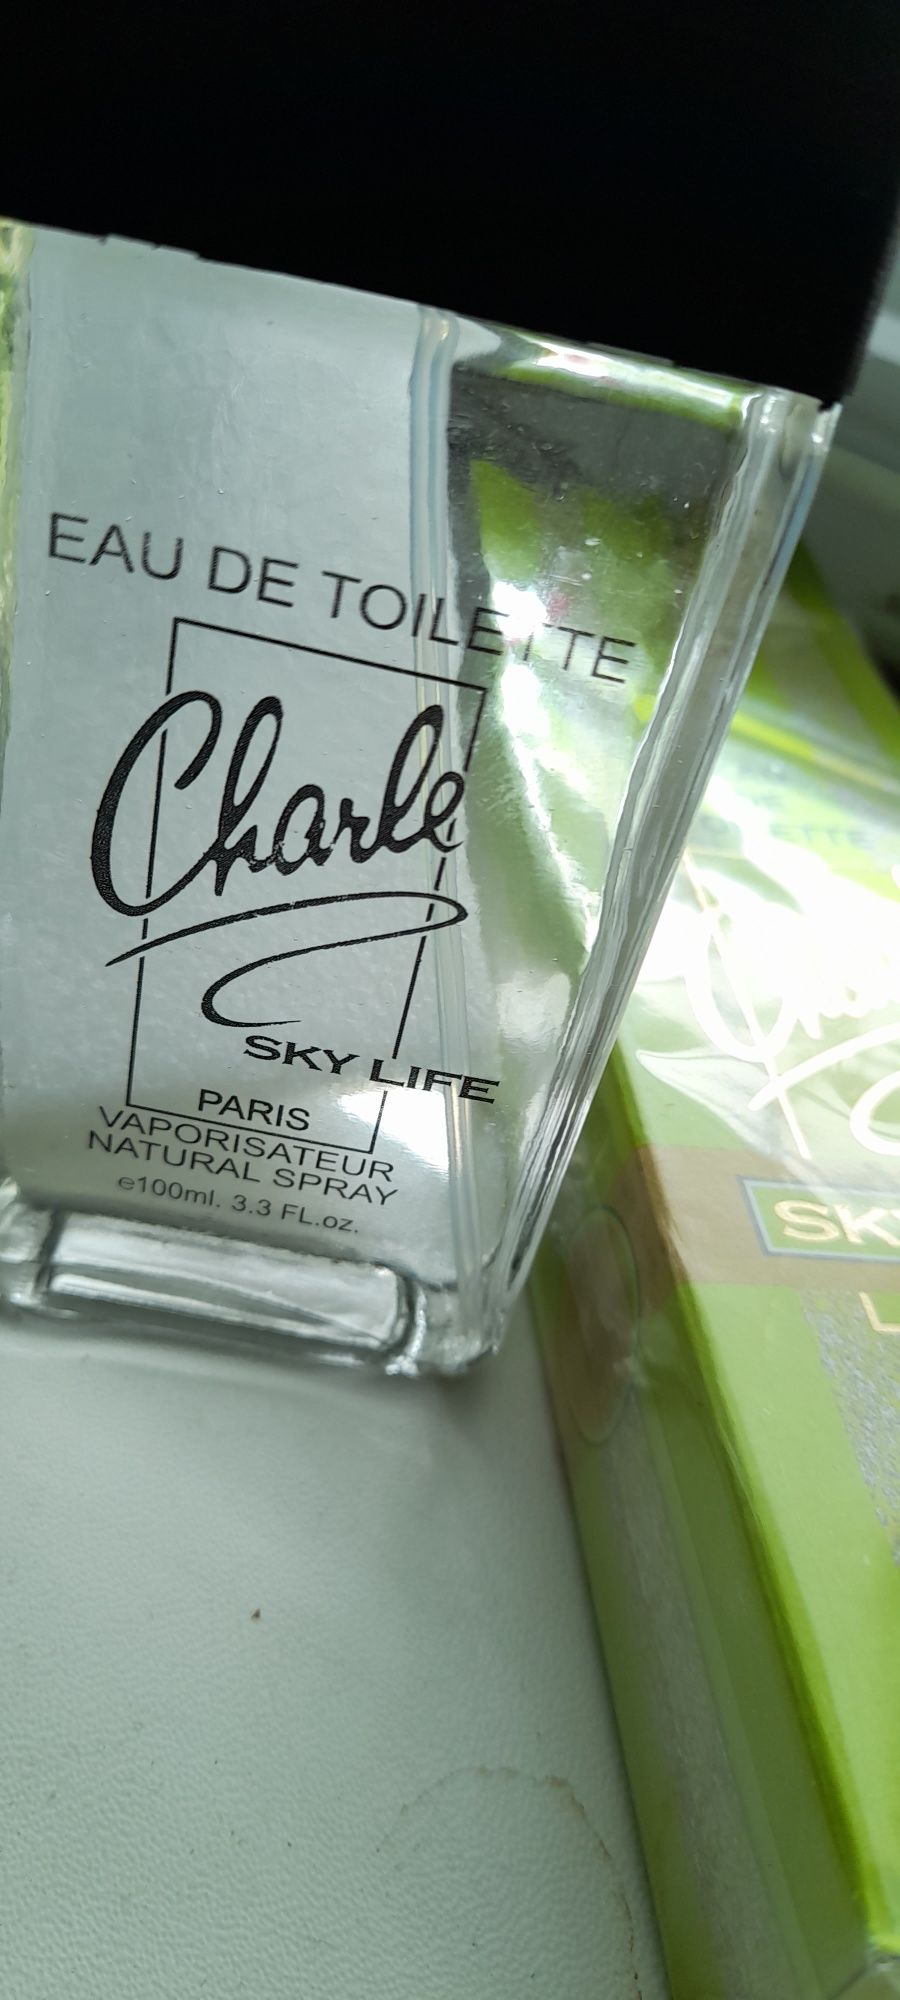 EAU DE TOILETTE
Charle
SKY LIFE
PARIS
VAPORISATEUR
NATURAL SPRAY
e100ml. 3.3 FL.oz.
SKY